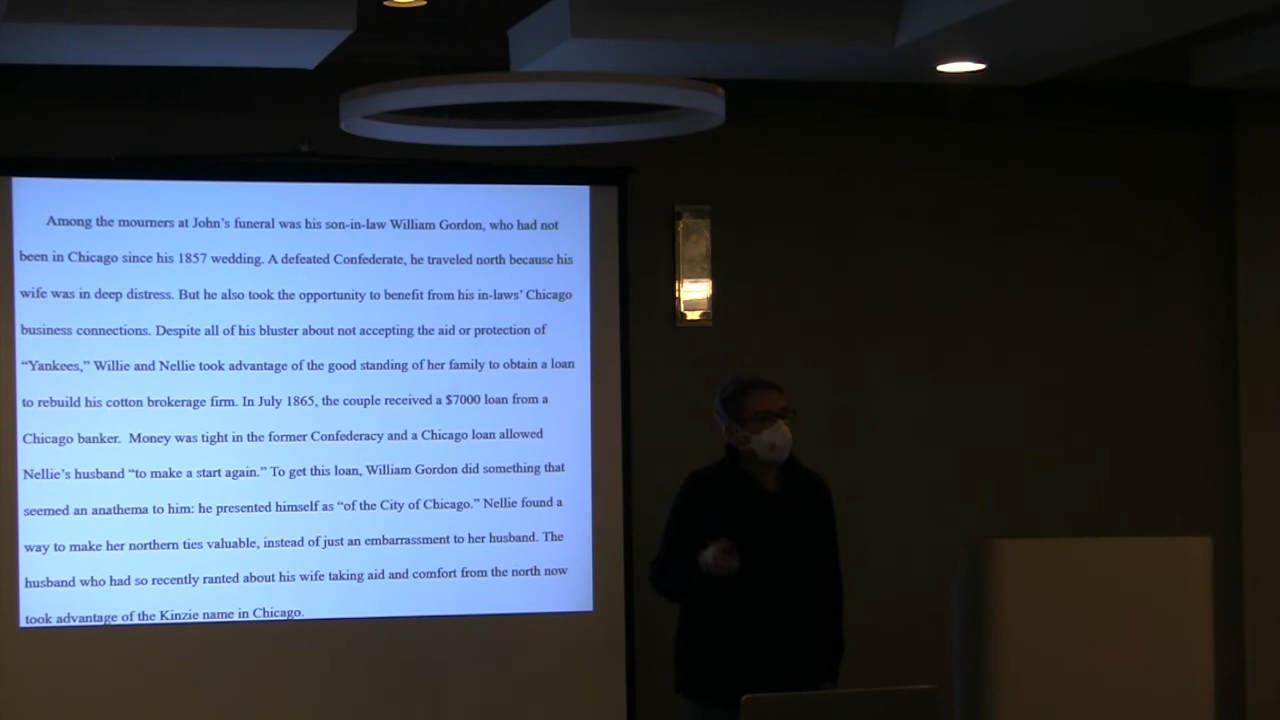 Among the mourners at John’s funeral was his son-in-law William Gordon, who had not
been in Chicago since his 1857 wedding. A defeated Confederate, he traveled north because his
wife was in deep distress. But he also took the opportunity to benefit from his in-laws’ Chicago
business connections. Despite all of his bluster about not accepting the aid or protection of
“Yankees,” Willie and Nellie took advantage of the good standing of her family to obtain a loan
to rebuild his cotton brokerage firm. In July 1865, the couple received a $7000 loan from a
Chicago banker.  Money was tight in the former Confederacy and a Chicago loan allowed
Nellie’s husband “to make a start again.” To get this loan, William Gordon did something that
seemed an anathema to him: he presented himself as “of the City of Chicago.” Nellie found a
way to make her northern ties valuable, instead of just an embarrassment to her husband. The
husband who had so recently ranted about his wife taking aid and comfort from the north now
took advantage of the Kinzie name in Chicago.